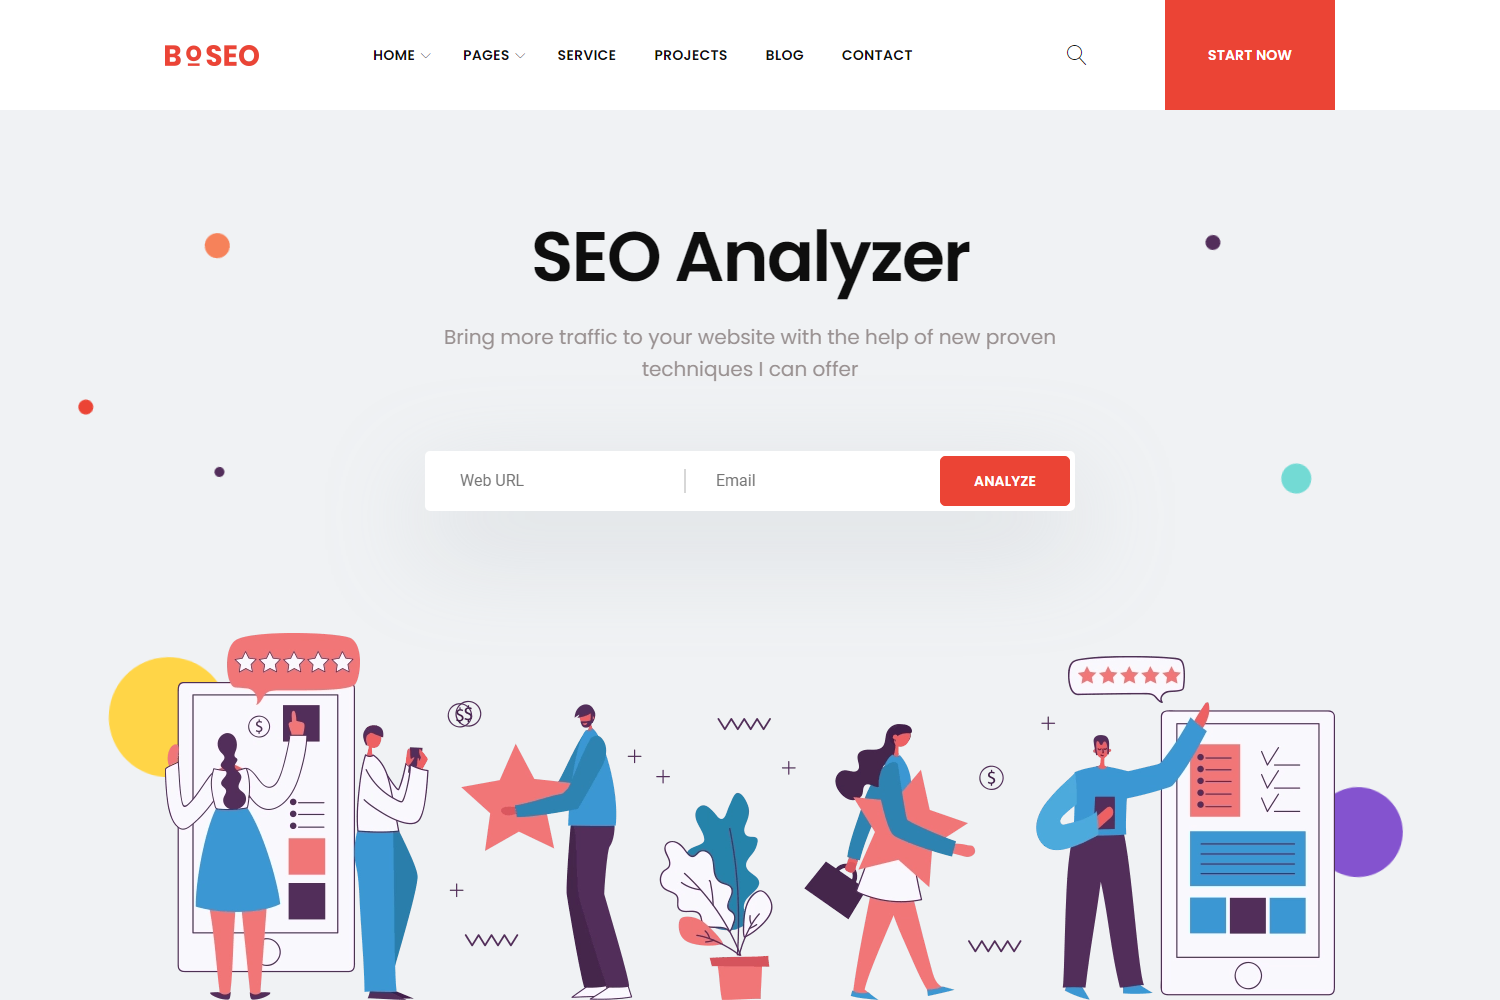 BOSEO
HOME
PAGES
SERVICE
PROJECTS
BLOG
CONTACT
START NOW
SEO Analyzer
Bring more traffic to your website with the help of new proven
techniques I can offer
Web URL
Email
ANALYZE
$
$$
$